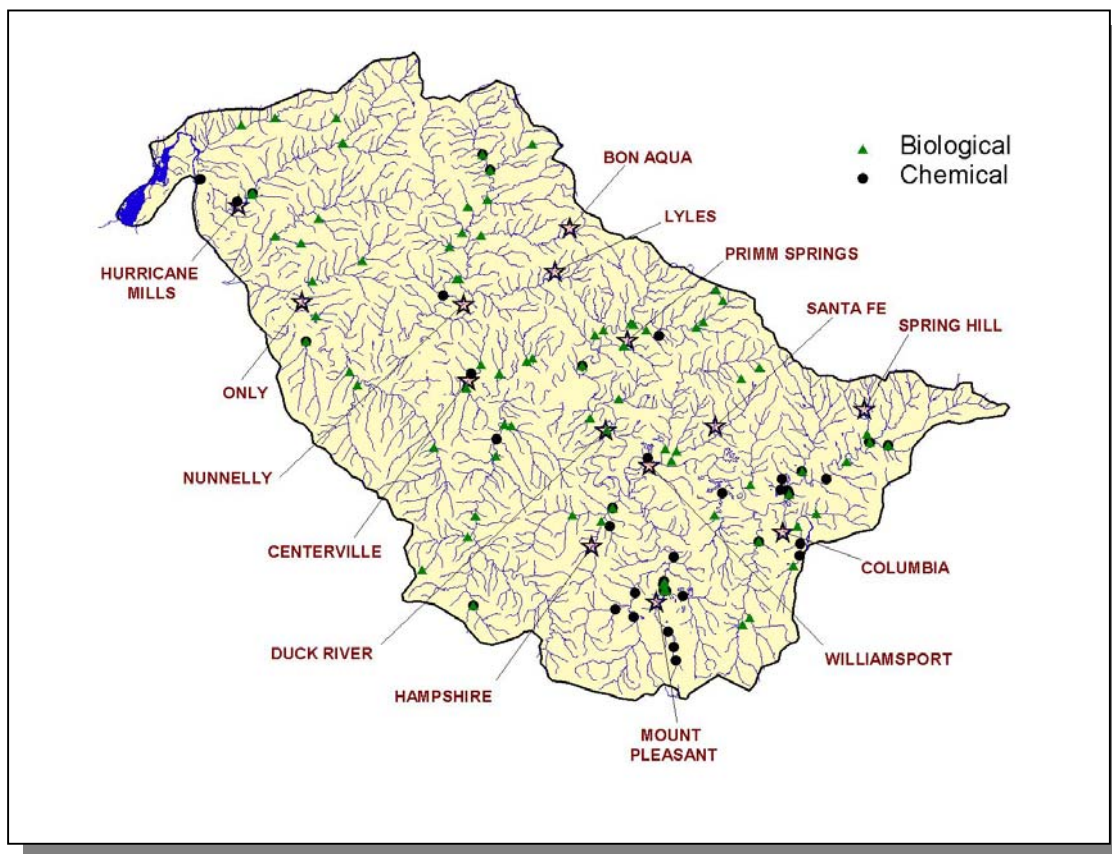 Biological
Chemical
BON AQUA
LYLES
PRIMM SPRINGS
SANTA FE
SPRING HILL
HURRICANE
MILLS
ONLY
NUNNELLY
CENTERVILLE
DUCK RIVER
HAMPSHIRE
MOUNT
PLEASANT
WILLIAMSPORT
COLUMBIA